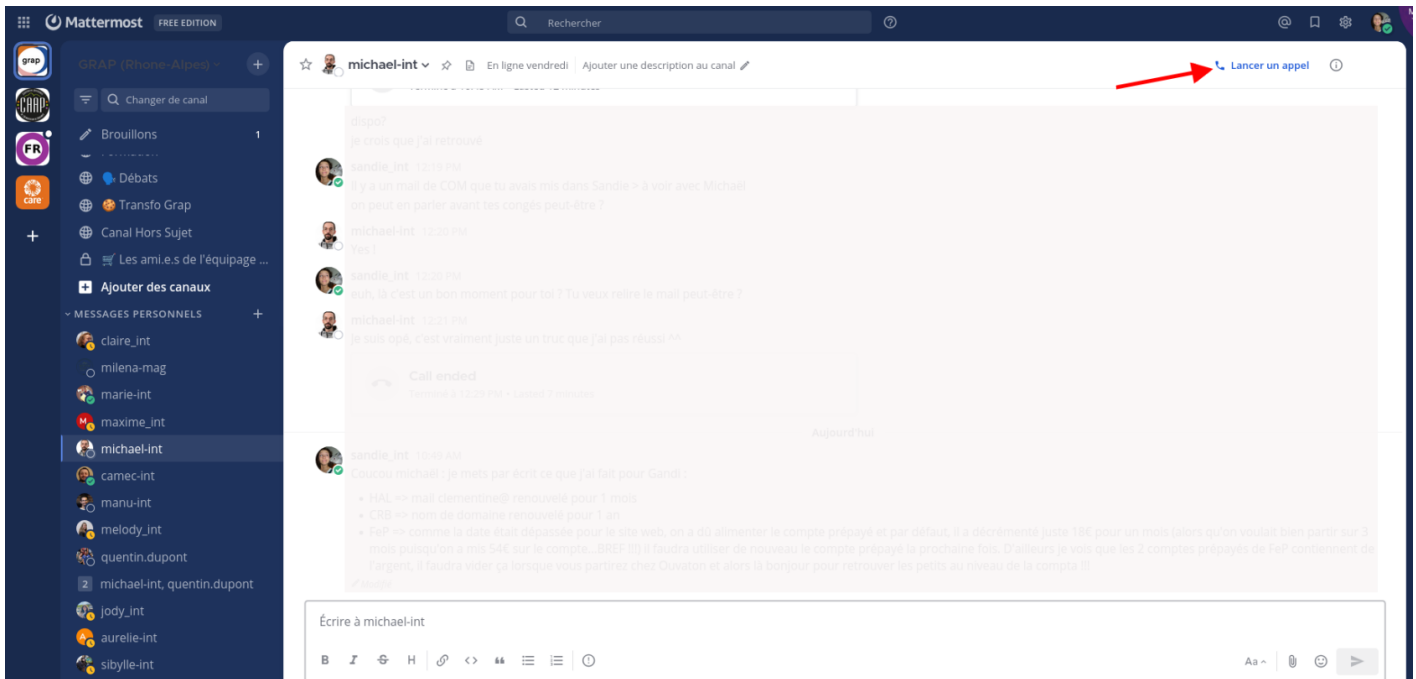 Mattermost FREE EDITION
Rechercher
grap
GRAP (Rhone-Alpes)
Changer de canal
Brouillons 1
Débats
Transfo Grap
Canal Hors Sujet
Les ami.e.s de l'équipage ...
Ajouter des canaux
MESSAGES PERSONNELS
claire_int
milena-mag
marie-int
maxime_int
michael-int
camec-int
manu-int
melody_int
quentin.dupont
2 michael-int, quentin.dupont
jody_int
aurelie-int
sibylle-int
FR
care
michael-int
En ligne vendredi
Ajouter une description au canal
Lancer un appel
dispo?
je crois que j'ai retrouvé
sandie_int 12:19 PM
il y a un mail de COM que tu avais mis dans Sandie > à voir avec Michaël
on peut en parler avant tes congés peut-être ?
michael-int 12:20 PM
Yes !
sandie_int 12:20 PM
euh, là c'est un bon moment pour toi ? Tu veux relire le mail peut-être ?
michael-int 12:21 PM
Je suis opé, c'est vraiment juste un truc que j'ai pas réussi ^^
Call ended
Aujourd'hui
sandie_int 10:45 AM
Coucou michaël : je mets par écrit ce que j'ai fait pour Gandi :
• HAL => mail clementine@ renouvelé pour 1 mois
• CRB => nom de domaine renouvelé pour 1 an
• FeP => comme la date était dépassée pour le site web, on a dû alimenter le compte prépayé et par défaut, il a décrémenté juste 18€ pour un mois (alors qu'on voulait bien partir sur 3
mois puisqu'on a mis 54€ sur le compte...BREF !!!) il faudra utiliser de nouveau le compte prépayé la prochaine fois. D'ailleurs je vois que les 2 comptes prépayés de FeP contiennent de
l'argent, il faudra vider ça lorsque vous partirez chez Ouvaton et alors là bonjour pour retrouver les petits au niveau de la compta !!!
Écrire à michael-int
B I S H Aa